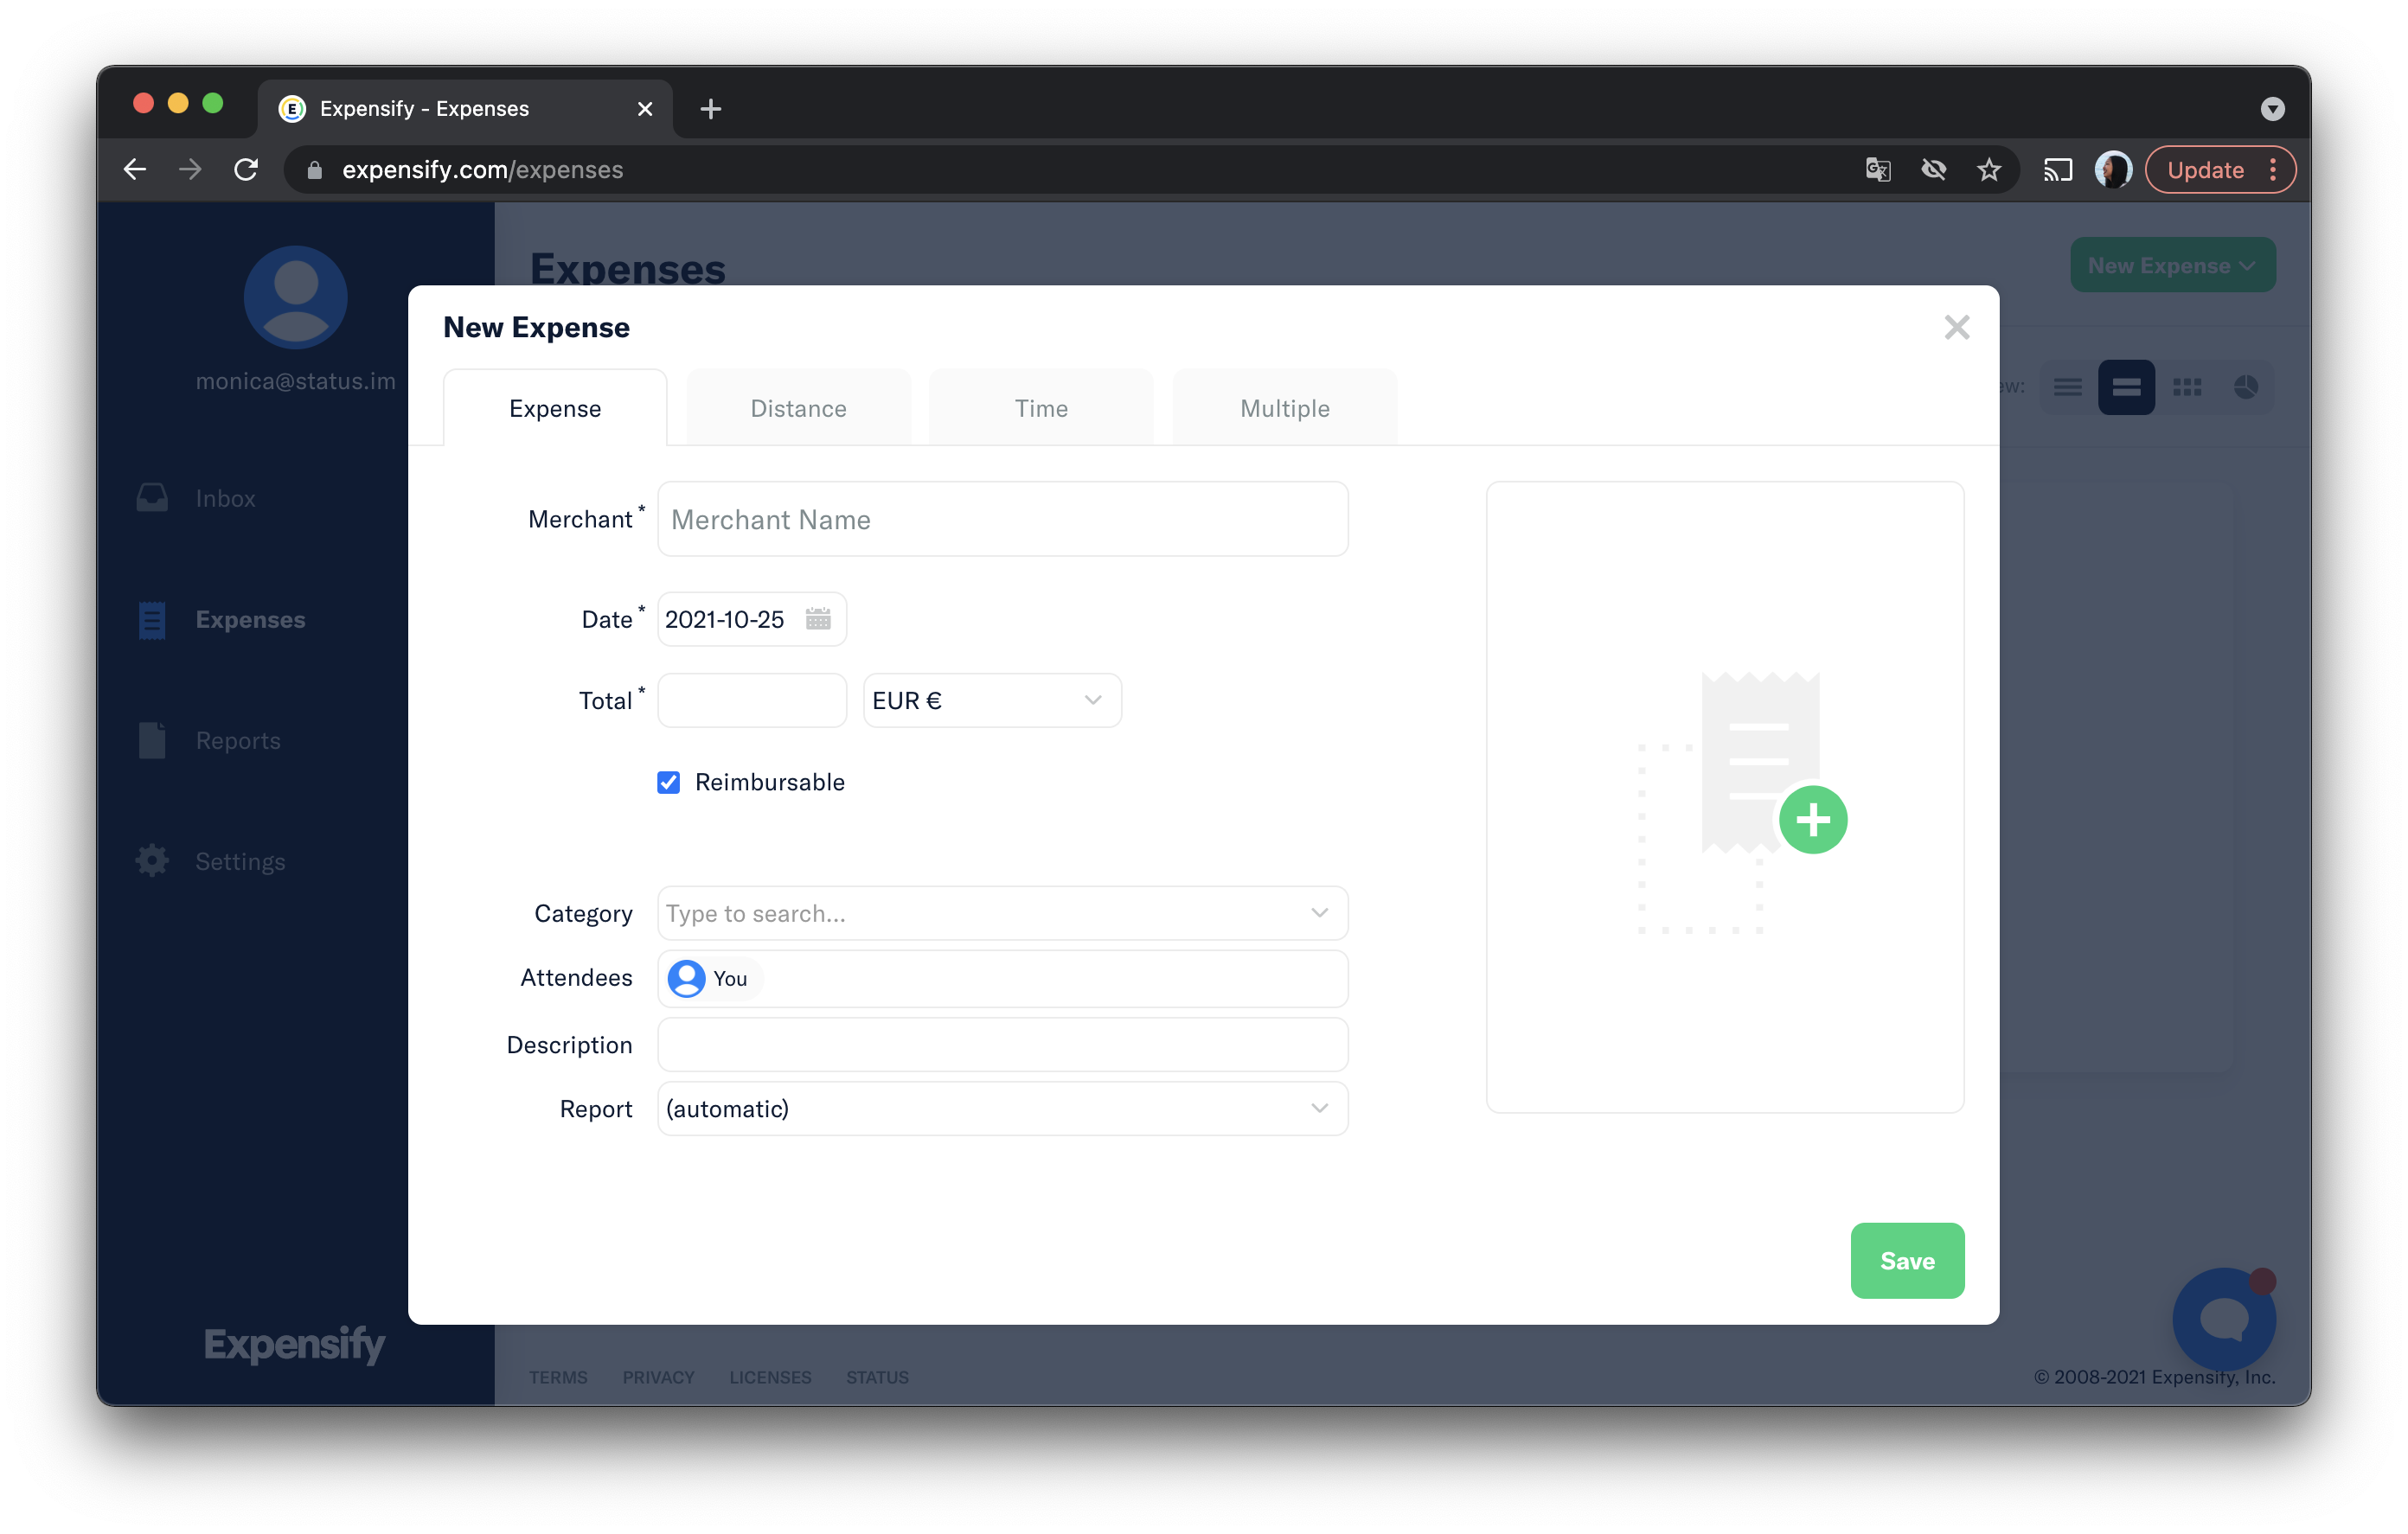 Expensify - Expenses
expensify.com/expenses
Update
monica@status.im
Inbox
Expenses
Reports
Settings
Expensify
Expenses
New Expense
ew:
New Expense
Expense
Distance
Time
Multiple
Merchant *
Merchant Name
Date *
2021-10-25
Total *
EUR €
Reimbursable
Category
Type to search...
Attendees
You
Description
Report
(automatic)
Save
TERMS PRIVACY LICENSES STATUS
© 2008-2021 Expensify, Inc.